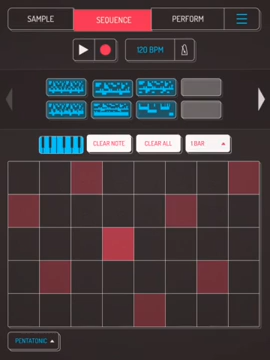 SAMPLE
SEQUENCE
PERFORM
120 BPM
CLEAR NOTE
CLEAR ALL
1 BAR
PENTATONIC